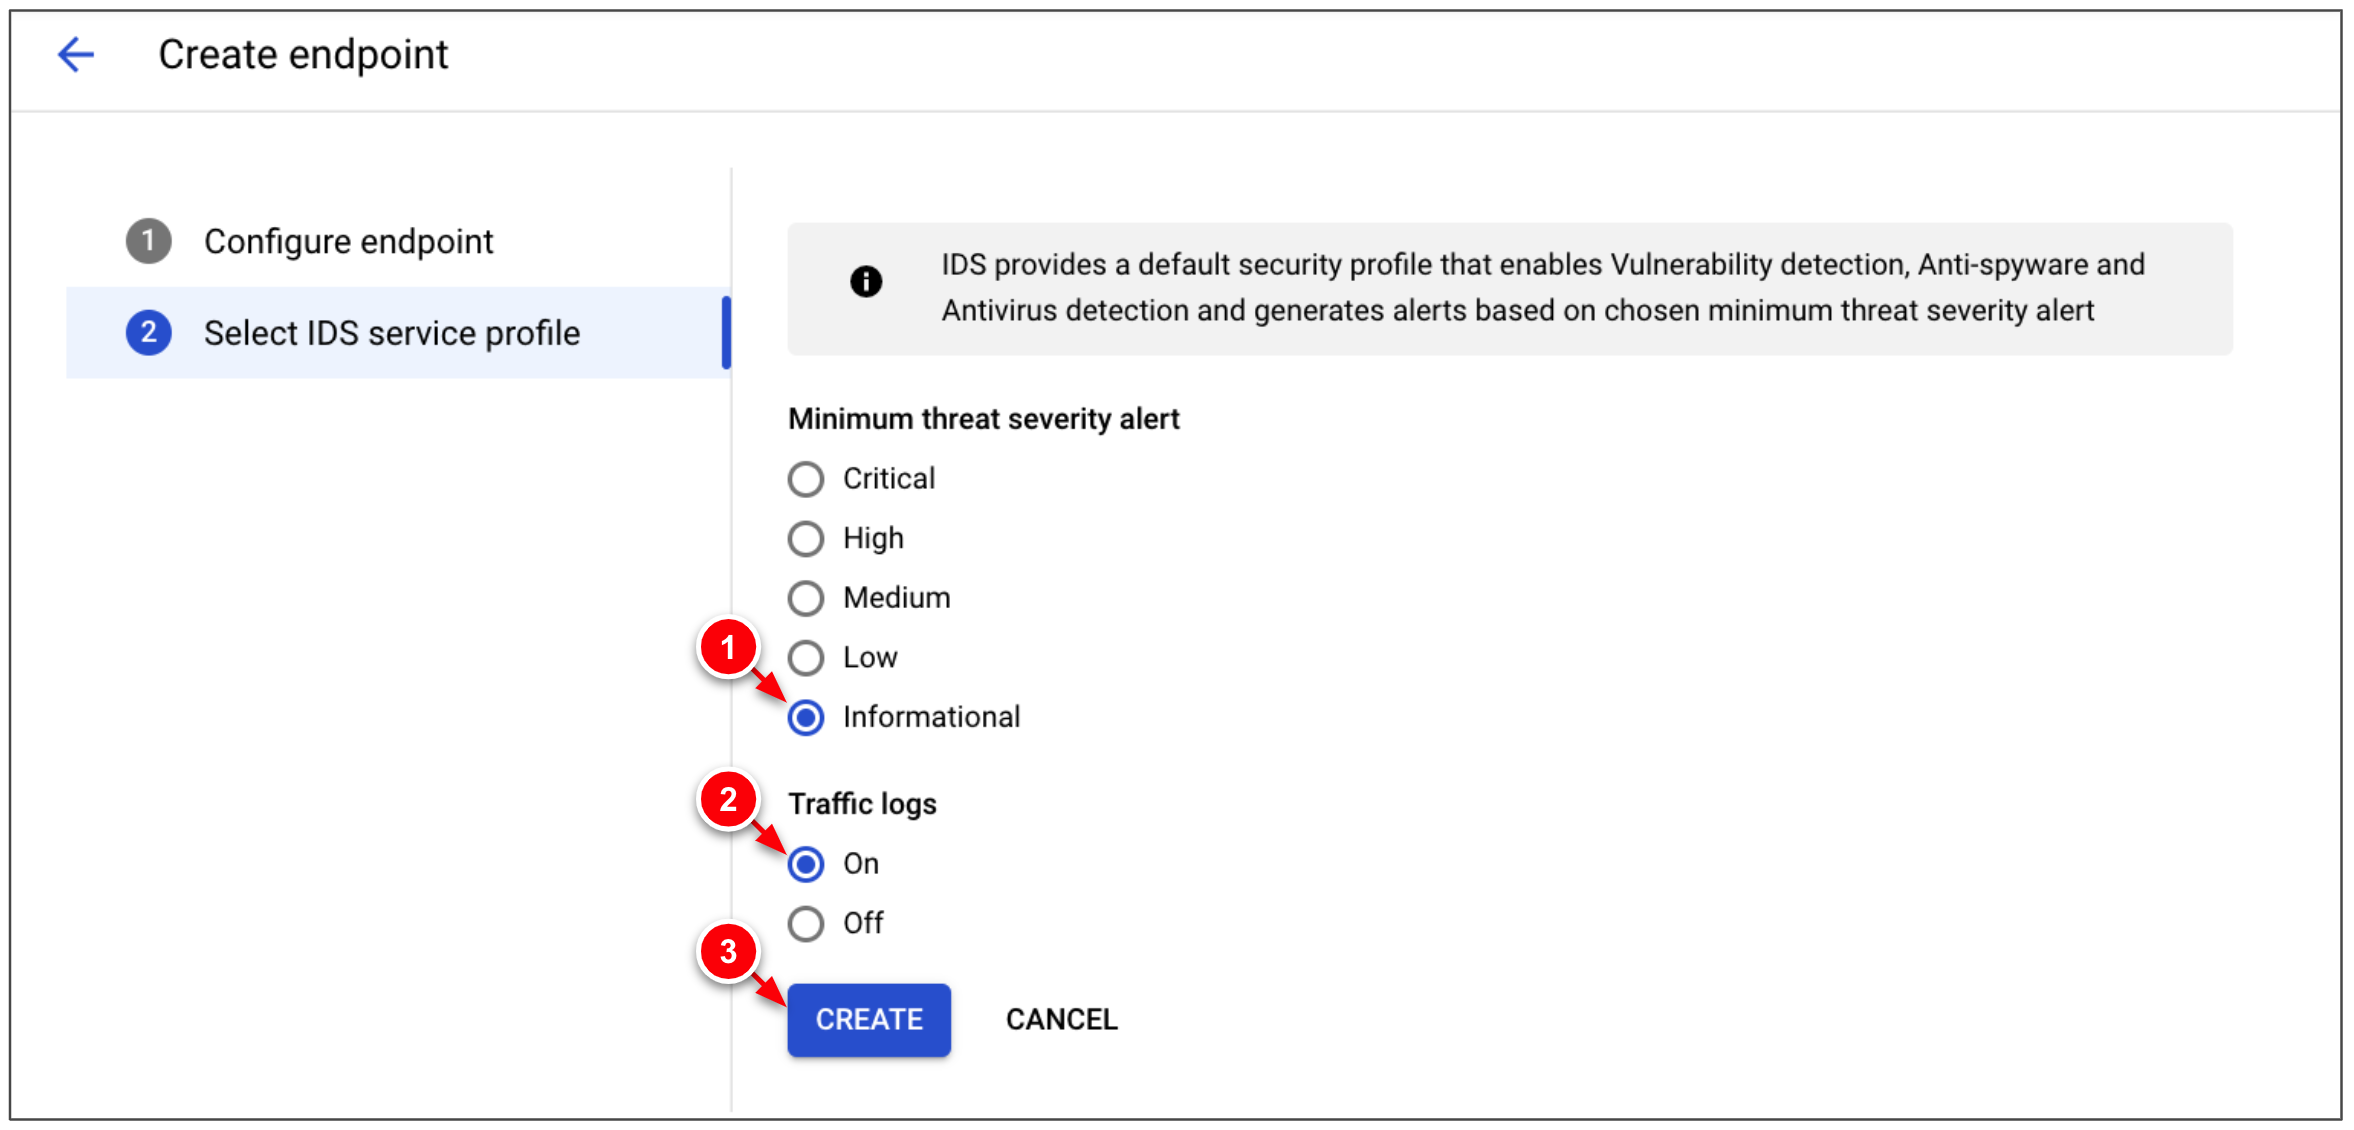 Create endpoint
1 Configure endpoint
2 Select IDS service profile
IDS provides a default security profile that enables Vulnerability detection, Anti-spyware and
Antivirus detection and generates alerts based on chosen minimum threat severity alert
Minimum threat severity alert
Critical
High
Medium
Low
1
Informational
2
Traffic logs
On
Off
3
CREATE CANCEL